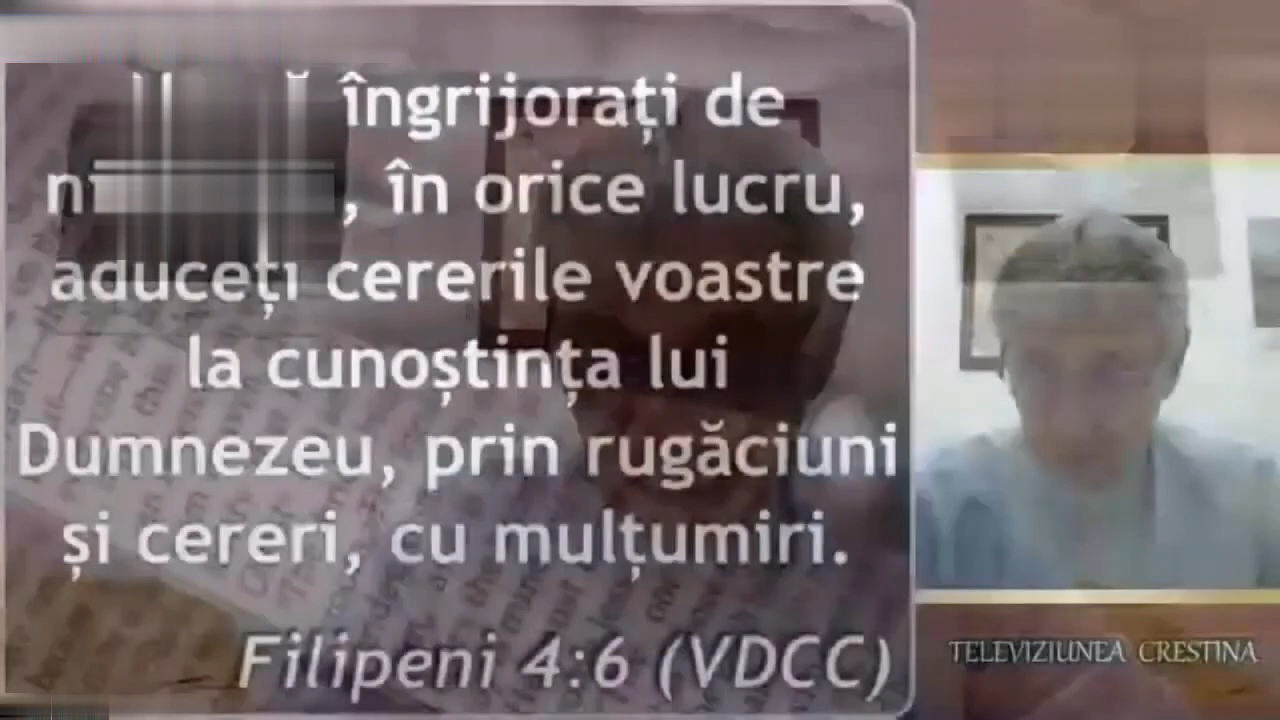 îngrijorați de
, în orice lucru,
aduceți cererile voastre
la cunoștința lui
Dumnezeu, prin rugăciuni
și cereri, cu mulțumiri.
Filipeni 4:6 (VDCC)
TELEVIZIUNEA CRESTINA